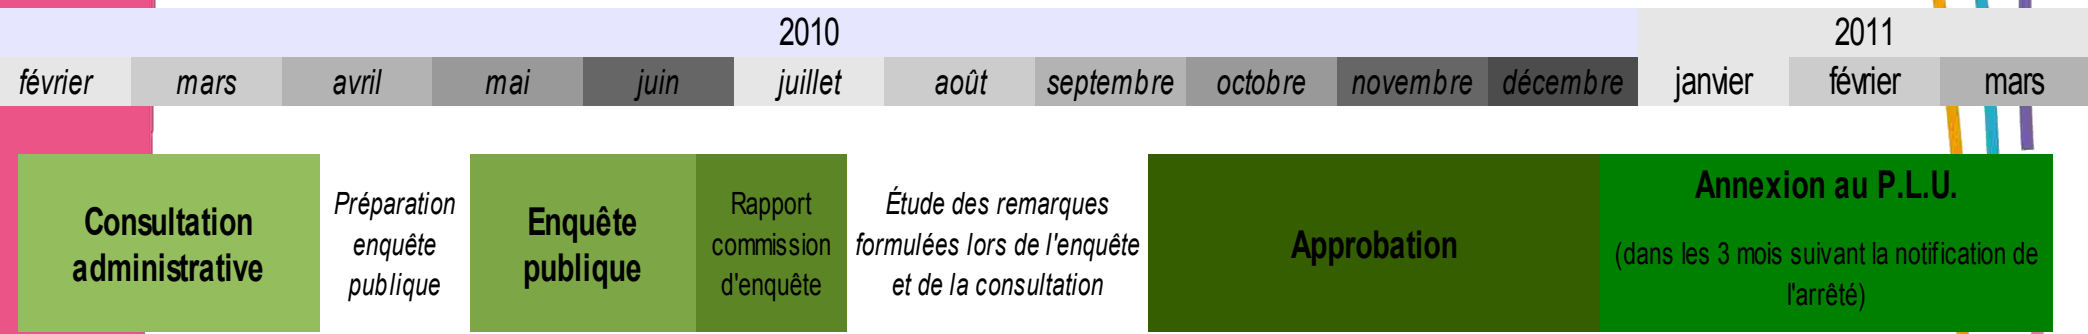 2010 2011
février mars avril mai juin juillet août septembre octobre novembre décembre janvier février mars
Consultation
administrative
Préparation
enquête
publique
Enquête
publique
Rapport
commission
d'enquête
Étude des remarques
formulées lors de l'enquête
et de la consultation
Approbation
Annexion au P.L.U.
(dans les 3 mois suivant la notification de
l'arrêté)